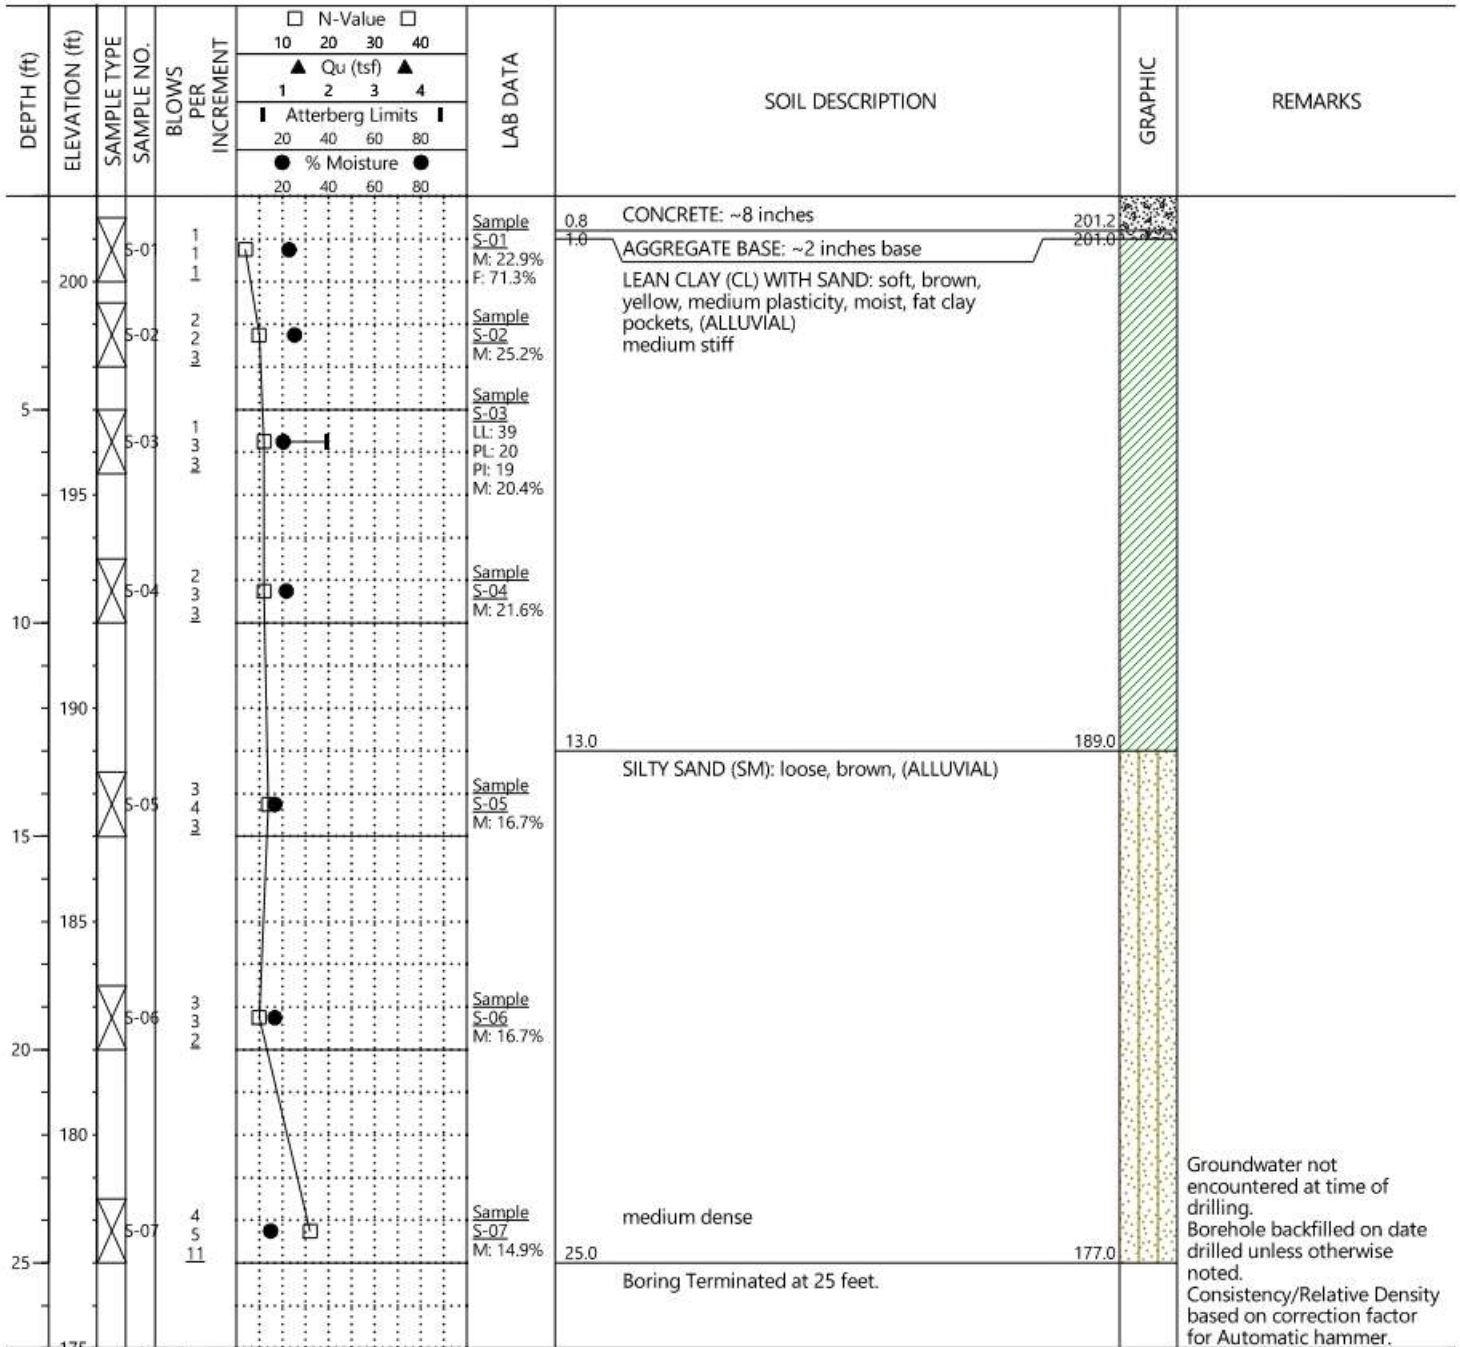 DEPTH (ft)
ELEVATION (ft)
SAMPLE TYPE
SAMPLE NO.
BLOWS
PER
INCREMENT
N-Value
10 20 30 40
Qu (tsf)
1 2 3 4
Atterberg Limits
20 40 60 80
% Moisture
20 40 60 80
LAB DATA
SOIL DESCRIPTION
GRAPHIC
REMARKS
0.8 CONCRETE: ~8 inches 201.2
1.0 AGGREGATE BASE: ~2 inches base 201.0
S-01
1
1
1
Sample
S-01
M: 22.9%
F: 71.3%
200
LEAN CLAY (CL) WITH SAND: soft, brown,
yellow, medium plasticity, moist, fat clay
pockets, (ALLUVIAL)
medium stiff
S-02
2
2
3
Sample
S-02
M: 25.2%
5
S-03
1
3
3
Sample
S-03
LL: 39
PL: 20
PI: 19
M: 20.4%
195
S-04
2
3
3
Sample
S-04
M: 21.6%
10
190
13.0 189.0
SILTY SAND (SM): loose, brown, (ALLUVIAL)
S-05
3
4
3
Sample
S-05
M: 16.7%
15
185
S-06
3
3
2
Sample
S-06
M: 16.7%
20
180
S-07
4
5
11
Sample
S-07
M: 14.9%
medium dense
25
25.0 177.0
Boring Terminated at 25 feet.
175
Groundwater not
encountered at time of
drilling.
Borehole backfilled on date
drilled unless otherwise
noted.
Consistency/Relative Density
based on correction factor
for Automatic hammer.